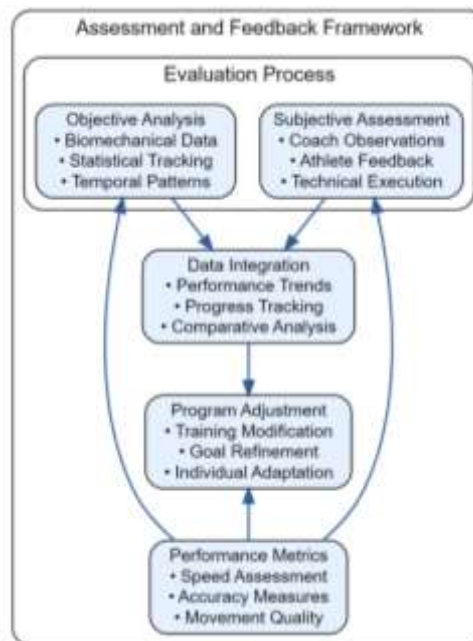 Assessment and Feedback Framework
Evaluation Process
Objective Analysis
• Biomechanical Data
• Statistical Tracking
• Temporal Patterns
Subjective Assessment
• Coach Observations
• Athlete Feedback
• Technical Execution
Data Integration
• Performance Trends
• Progress Tracking
• Comparative Analysis
Program Adjustment
• Training Modification
• Goal Refinement
• Individual Adaptation
Performance Metrics
• Speed Assessment
• Accuracy Measures
• Movement Quality